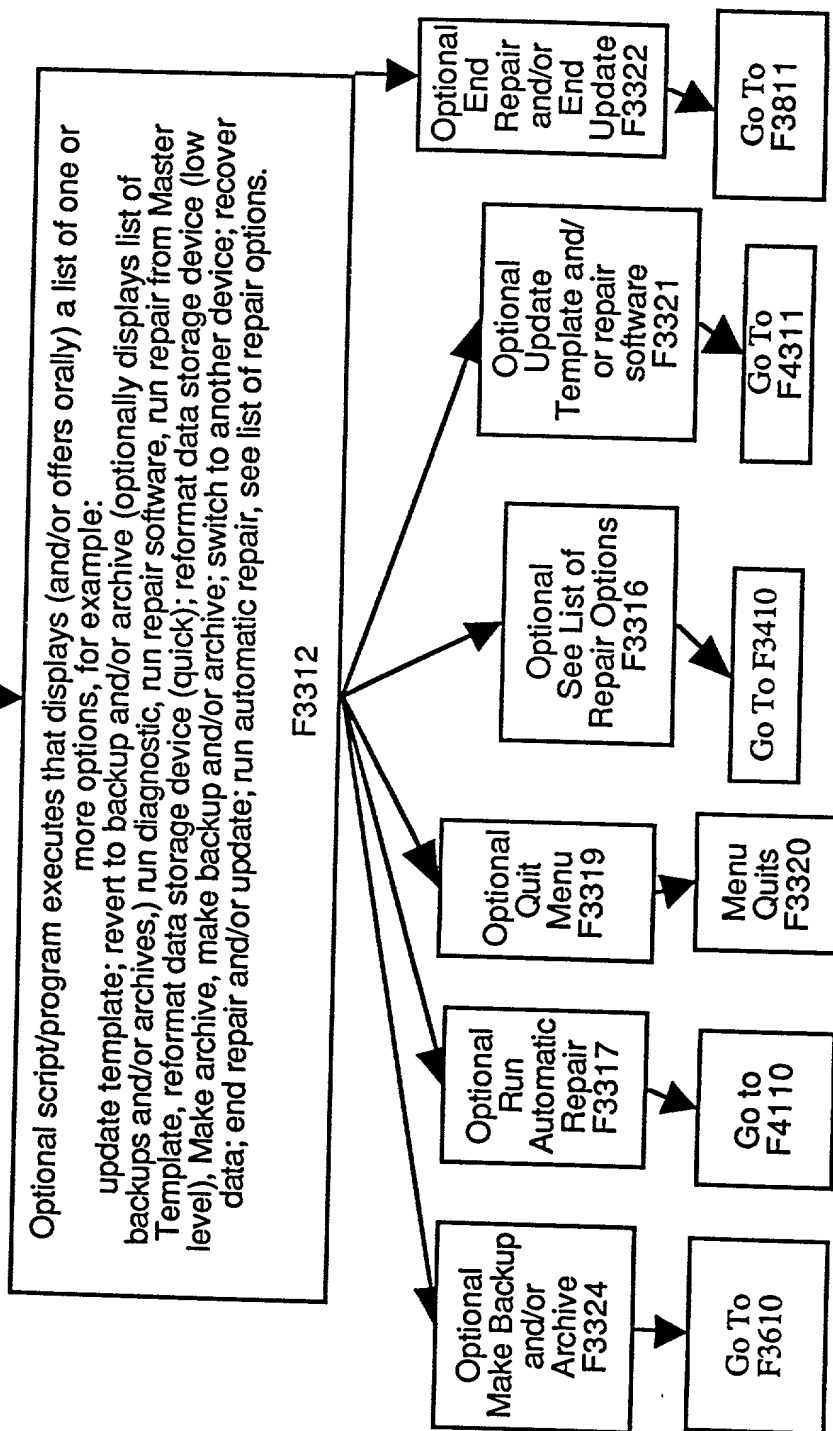 Optional script/program executes that displays (and/or offers orally) a list of one or
more options, for example:
update template; revert to backup and/or archive (optionally displays list of
backups and/or archives,) run diagnostic, run repair software, run repair from Master
Template, reformat data storage device (quick); reformat data storage device (low
level), Make archive, make backup and/or archive; switch to another device; recover
data; end repair and/or update; run automatic repair, see list of repair options.
F3312
Optional
Make Backup
and/or
Archive
F3324
Go To
F3610
Optional
Run
Automatic
Repair
F3317
Go to
F4110
Optional
Quit
Menu
F3319
Menu
Quits
F3320
Optional
See List of
Repair Options
F3316
Go To F3410
Optional
Update
Template and/
or repair
software
F3321
Go To
F4311
Optional
End
Repair
and/or
End
Update
F3322
Go To
F3811